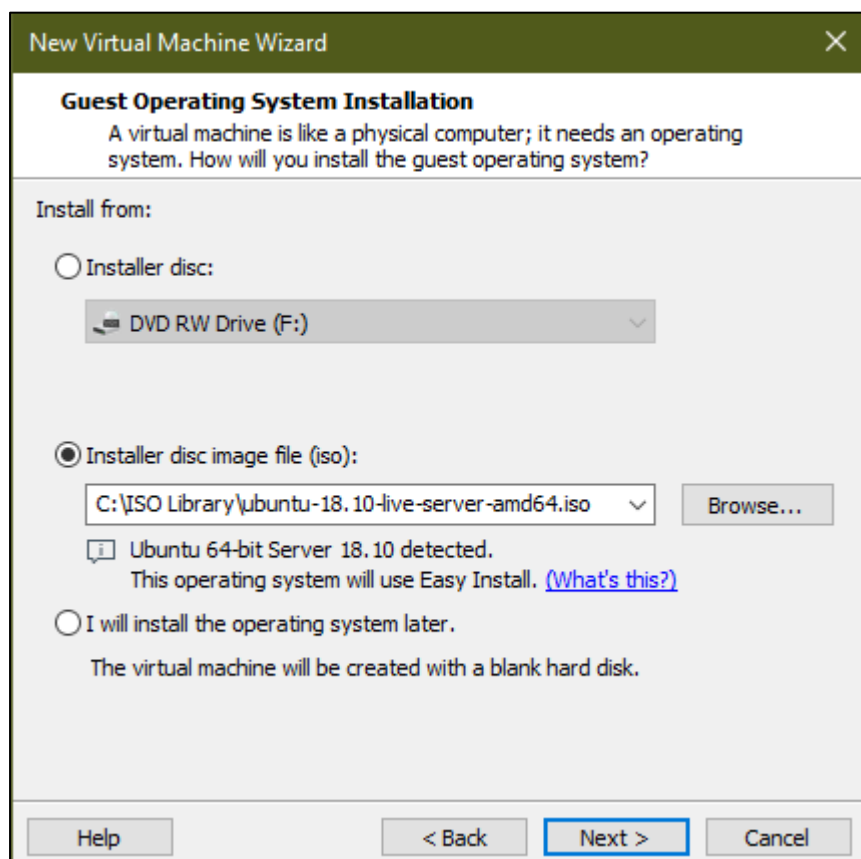 New Virtual Machine Wizard
Guest Operating System Installation
A virtual machine is like a physical computer; it needs an operating
system. How will you install the guest operating system?
Install from:
Installer disc:
DVD RW Drive (F:)
Installer disc image file (iso):
C:\ISO Library\ubuntu-18.10-live-server-amd64.iso
Browse...
Ubuntu 64-bit Server 18.10 detected.
This operating system will use Easy Install. (What's this?)
I will install the operating system later.
The virtual machine will be created with a blank hard disk.
Help
< Back
Next >
Cancel